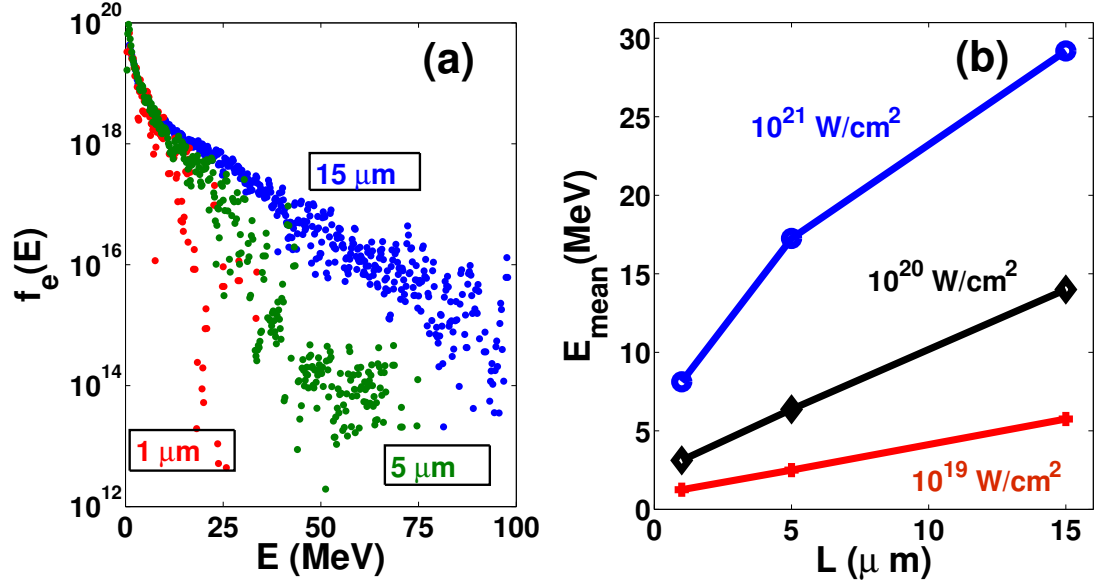 (a)
10^20
10^18
10^16
10^14
10^12
f_e(E)
15 μm
1 μm
5 μm
0 25 50 75 100
E (MeV)
(b)
30
25
20
15
10
5
0
E_mean(MeV)
10^21 W/cm^2
10^20 W/cm^2
10^19 W/cm^2
0 5 10 15
L (μ m)